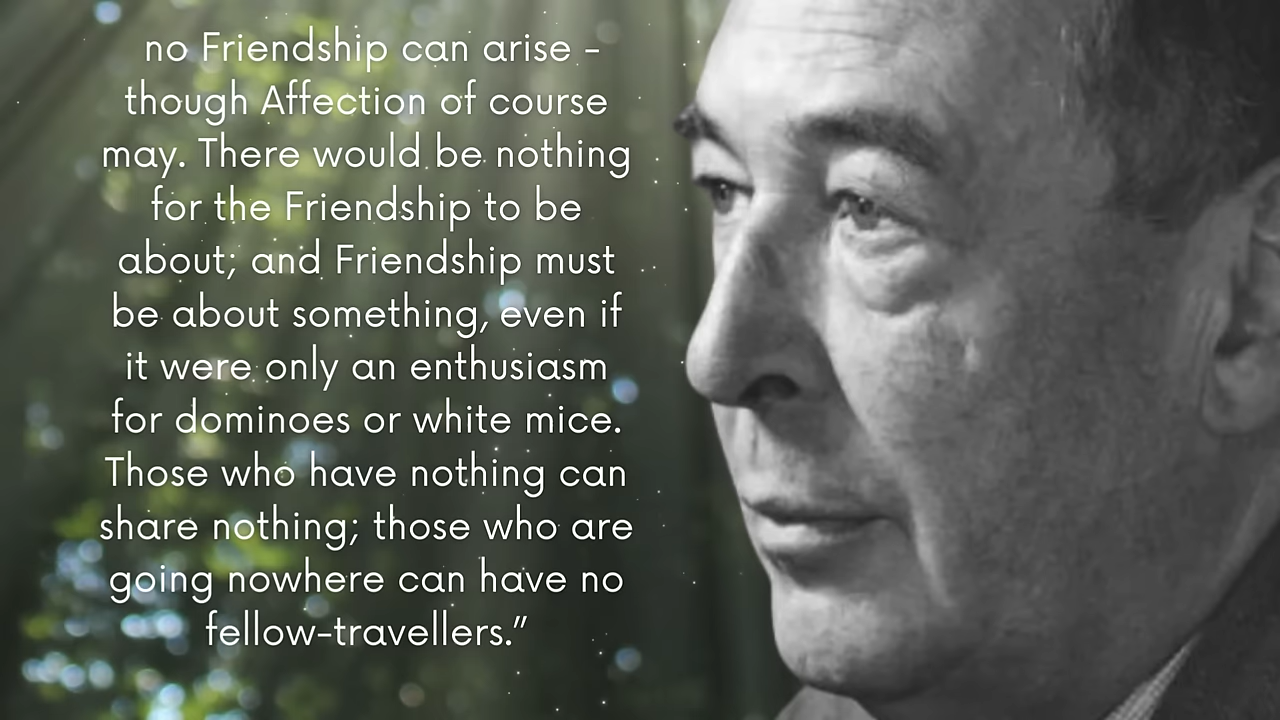 no Friendship can arise -
though Affection of course
may. There would be nothing
for the Friendship to be
about; and Friendship must
be about something, even if
it were only an enthusiasm
for dominoes or white mice.
Those who have nothing can
share nothing; those who are
going nowhere can have no
fellow-travellers.”